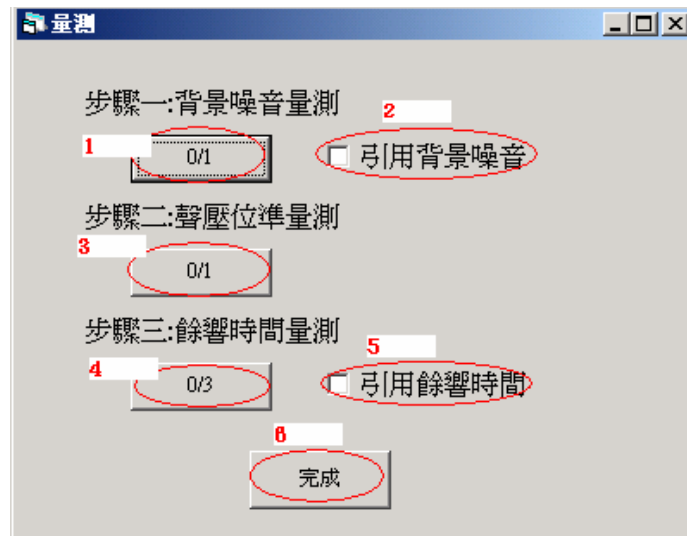 量測
步驟一:背景噪音量測
2
1
0/1
引用背景噪音
步驟二:聲壓位準量測
3
0/1
步驟三:餘響時間量測
5
4
0/3
引用餘響時間
6
完成